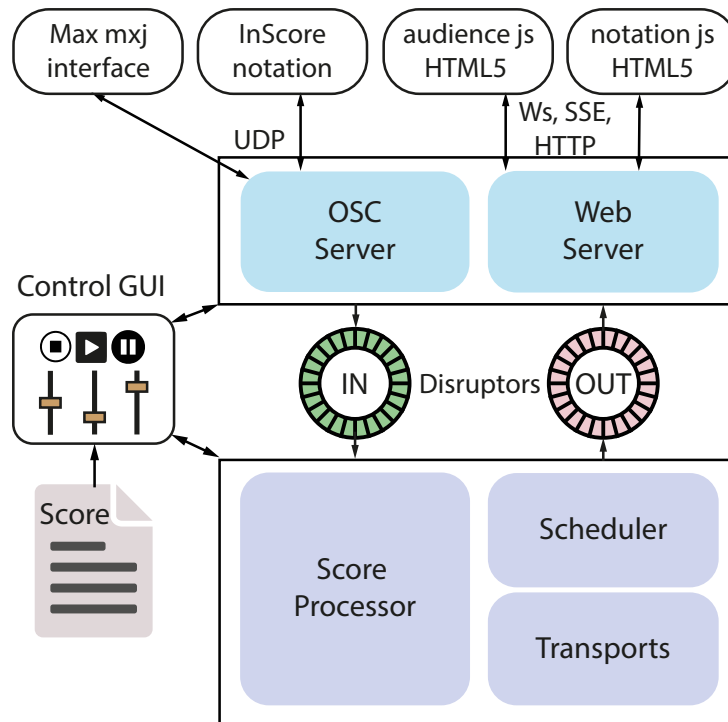 Max mxj
interface
InScore
notation
audience js
HTML5
notation js
HTML5
UDP
Ws, SSE,
HTTP
OSC
Server
Web
Server
Control GUI
IN
Disruptors
OUT
Score
Score
Processor
Scheduler
Transports